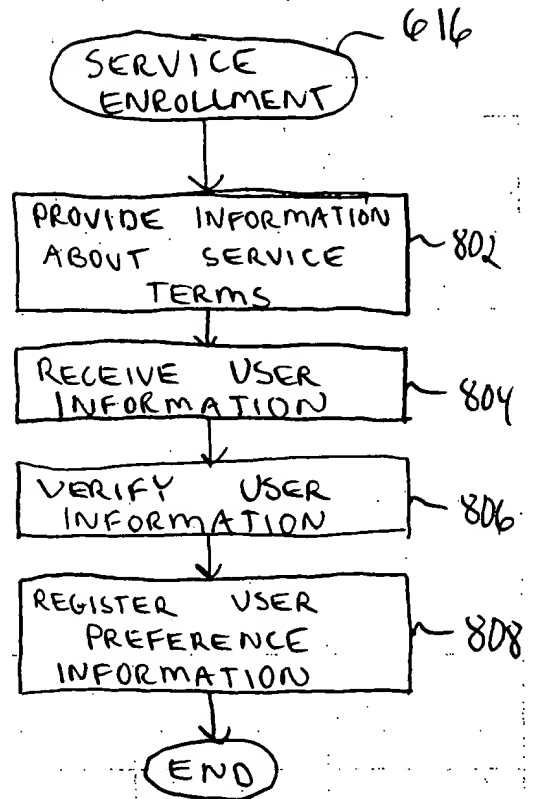 616
SERVICE
ENROLLMENT
PROVIDE INFORMATION
ABOUT SERVICE
TERMS
802
RECEIVE USER
INFORMATION
804
VERIFY USER
INFORMATION
806
REGISTER USER
PREFERENCE
INFORMATION
808
END